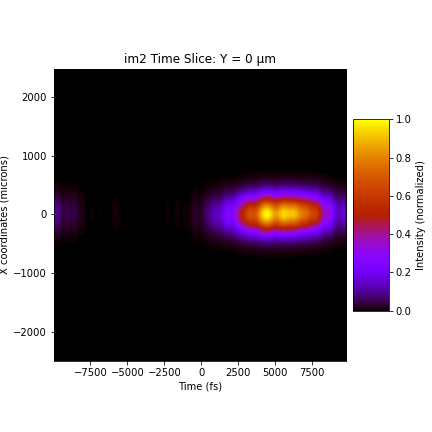 im2 Time Slice: Y = 0 μm
X coordinates (microns)
2000
1000
0
−1000
−2000
−7500 −5000 −2500 0 2500 5000 7500
Time (fs)
1.0
0.8
0.6
0.4
0.2
0.0
Intensity (normalized)